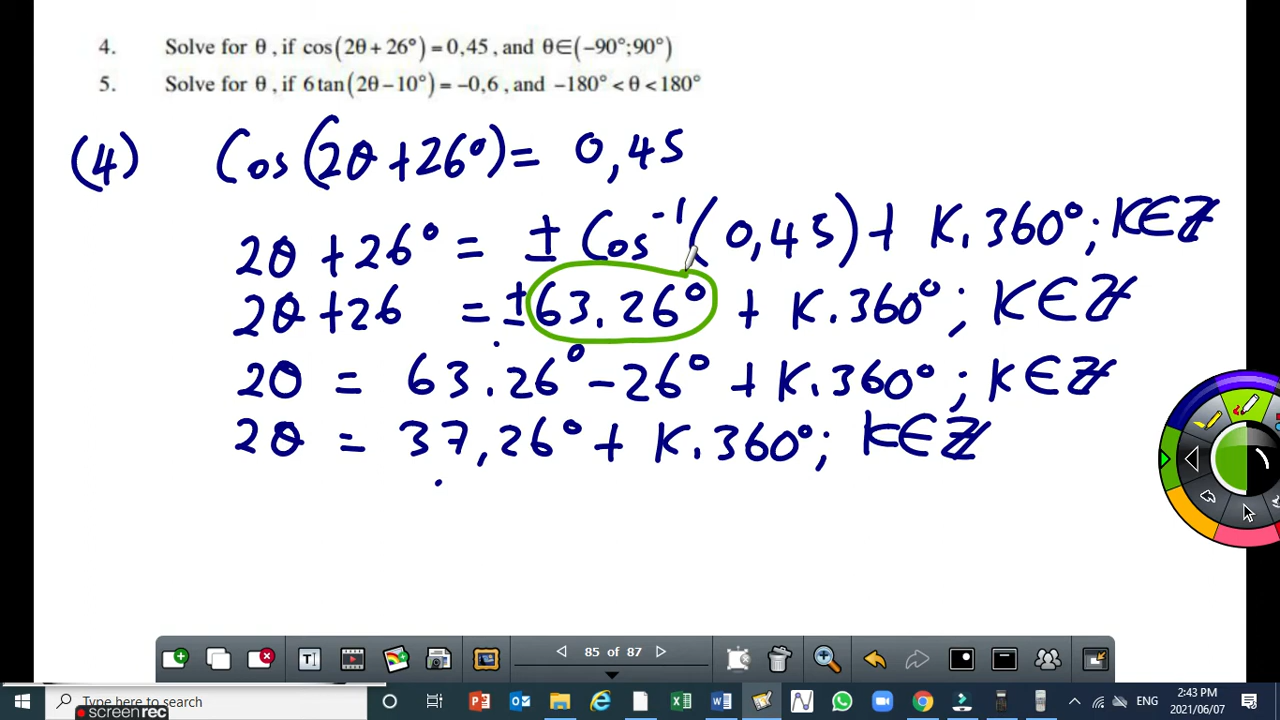 4. Solve for θ , if cos(2θ + 26°) = 0,45 , and θ∈(−90°;90°)
5. Solve for θ , if 6 tan(2θ − 10°) = −0,6 , and −180° < θ < 180°
(4) Cos(2θ + 26°) = 0,45
2θ + 26° = ± Cos⁻¹(0,45) + K.360° ; K∈ℤ
2θ + 26 = ± 63.26° + K.360° ; K∈ℤ
2θ = 63.26° − 26° + K.360° ; K∈ℤ
2θ = 37,26° + K.360° ; K∈ℤ
85 of 87
Type here to search
screenrec
ENG
2:43 PM
2021/06/07